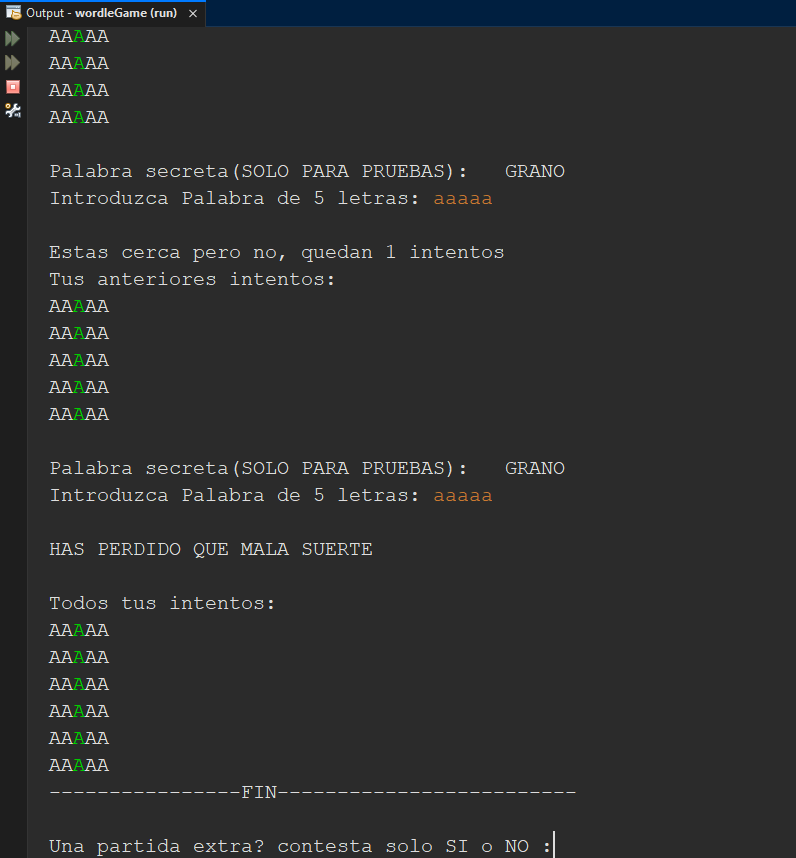 Output - wordleGame (run) ×
AAAAA
AAAAA
AAAAA
AAAAA
Palabra secreta(SOLO PARA PRUEBAS): GRANO
Introduzca Palabra de 5 letras: aaaaa
Estas cerca pero no, quedan 1 intentos
Tus anteriores intentos:
AAAAA
AAAAA
AAAAA
AAAAA
AAAAA
Palabra secreta(SOLO PARA PRUEBAS): GRANO
Introduzca Palabra de 5 letras: aaaaa
HAS PERDIDO QUE MALA SUERTE
Todos tus intentos:
AAAAA
AAAAA
AAAAA
AAAAA
AAAAA
AAAAA
----------------FIN-------------------------
Una partida extra? contesta solo SI o NO :